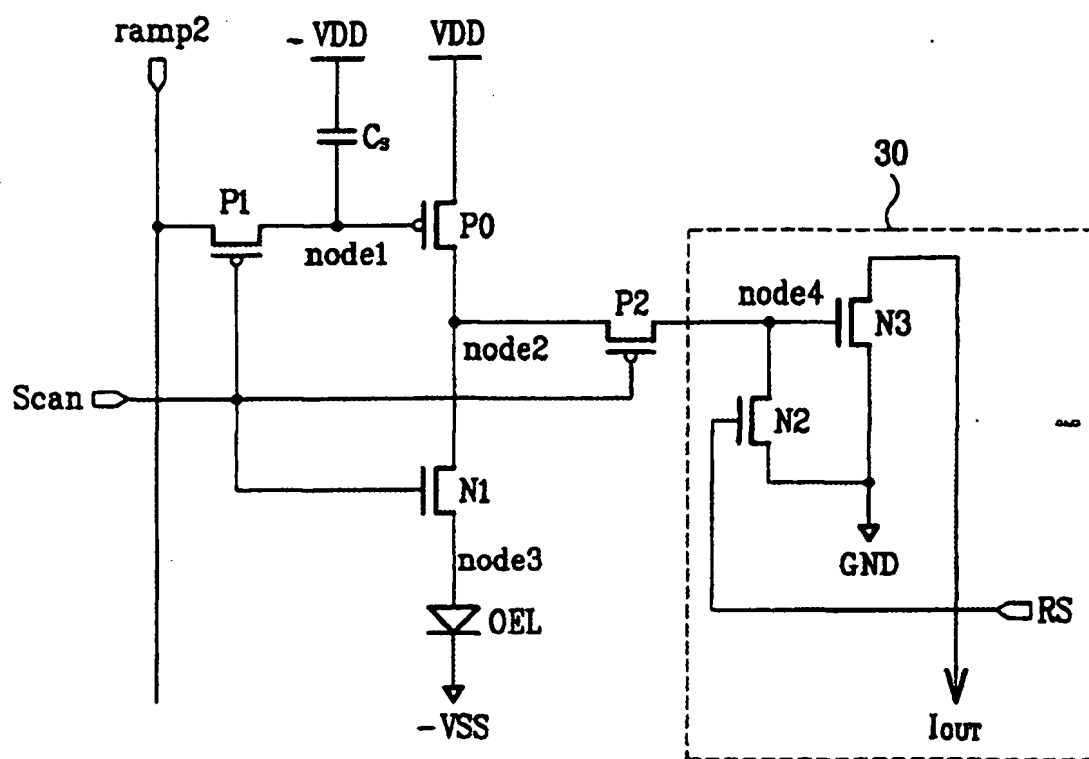 ramp2
- VDD
VDD
Cs
30
P1
P0
node1
P2
node4
N3
node2
Scan
N2
N1
node3
GND
OEL
RS
-VSS
IOUT